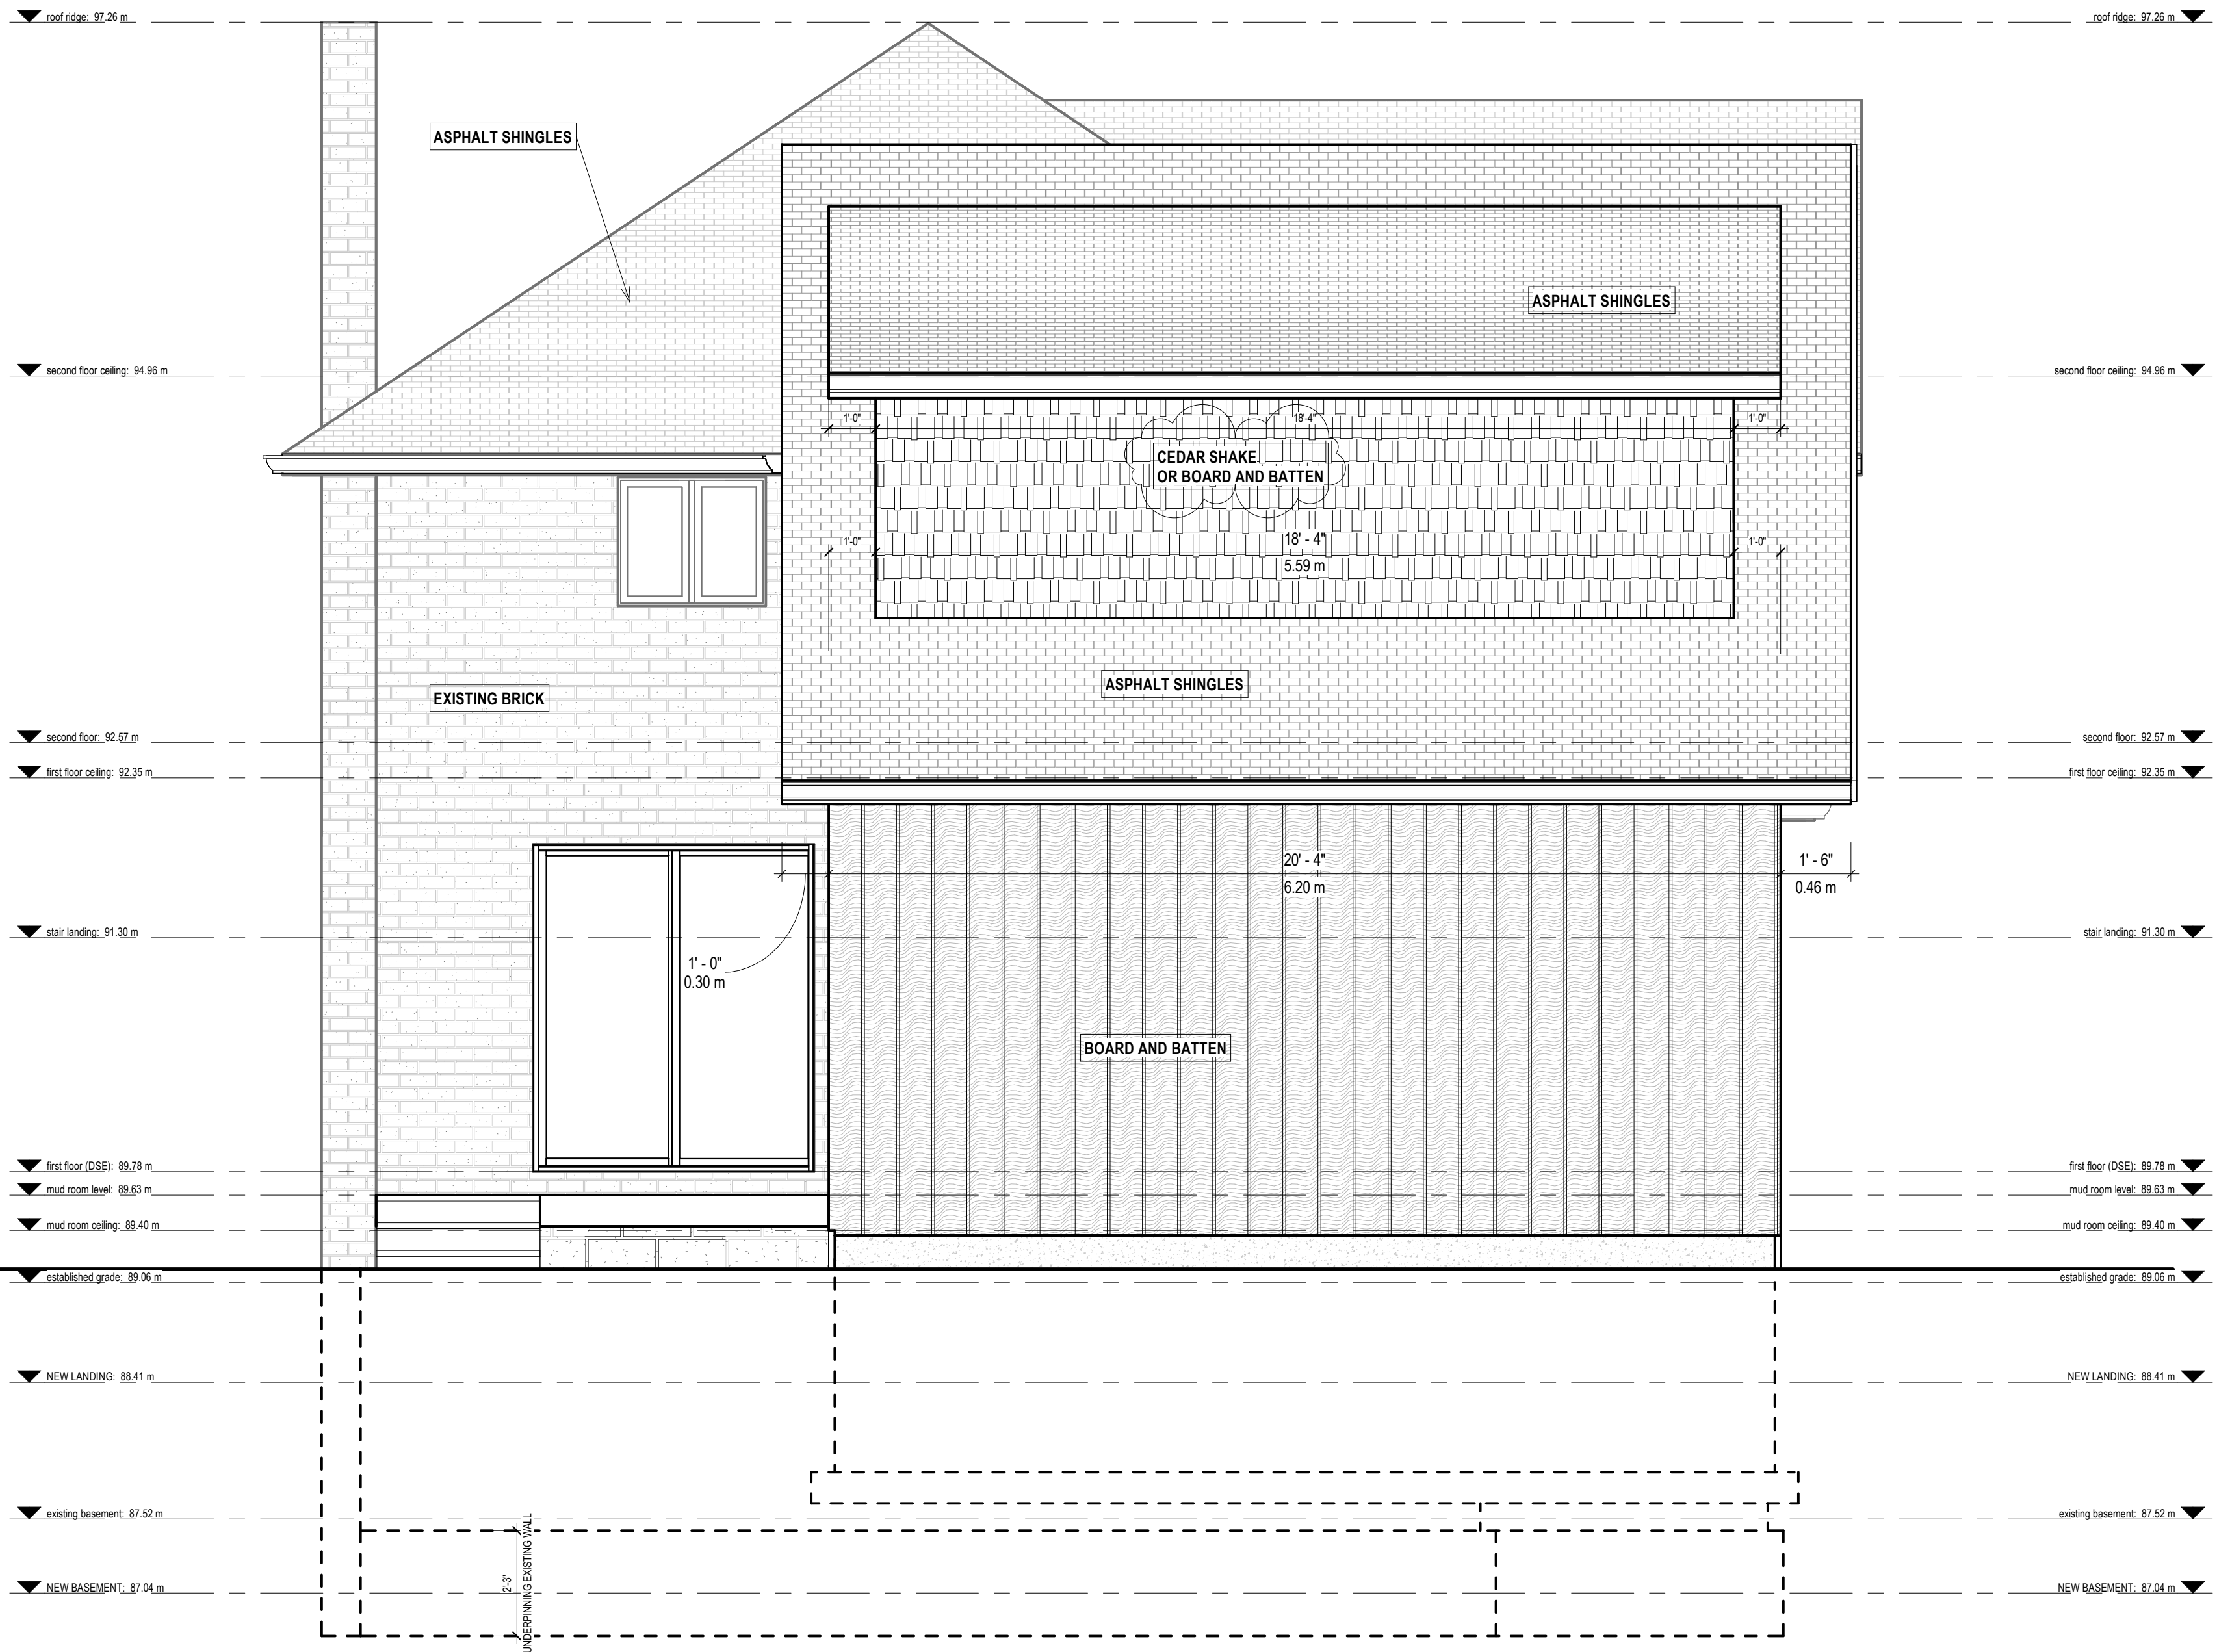 roof ridge: 97.26 m
roof ridge: 97.26 m
ASPHALT SHINGLES
ASPHALT SHINGLES
second floor ceiling: 94.96 m
second floor ceiling: 94.96 m
1'-0"
18'-4"
1'-0"
CEDAR SHAKE
OR BOARD AND BATTEN
1'-0"
18' - 4"
1'-0"
5.59 m
ASPHALT SHINGLES
EXISTING BRICK
second floor: 92.57 m
second floor: 92.57 m
first floor ceiling: 92.35 m
first floor ceiling: 92.35 m
20' - 4"
1' - 6"
6.20 m
0.46 m
stair landing: 91.30 m
stair landing: 91.30 m
1' - 0"
0.30 m
BOARD AND BATTEN
first floor (DSE): 89.78 m
first floor (DSE): 89.78 m
mud room level: 89.63 m
mud room level: 89.63 m
mud room ceiling: 89.40 m
mud room ceiling: 89.40 m
established grade: 89.06 m
established grade: 89.06 m
NEW LANDING: 88.41 m
NEW LANDING: 88.41 m
existing basement: 87.52 m
existing basement: 87.52 m
2'-3"
UNDERPINNING EXISTING WALL
NEW BASEMENT: 87.04 m
NEW BASEMENT: 87.04 m